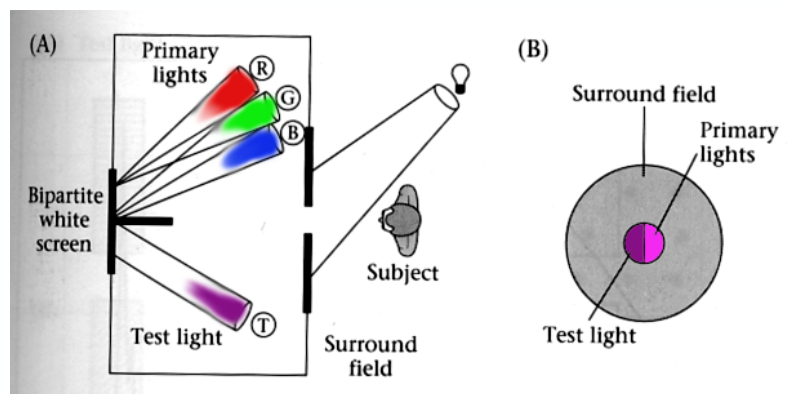 (A)
Primary
lights
R
G
B
Bipartite
white
screen
Subject
Test light
T
Surround
field
(B)
Surround field
Primary
lights
Test light